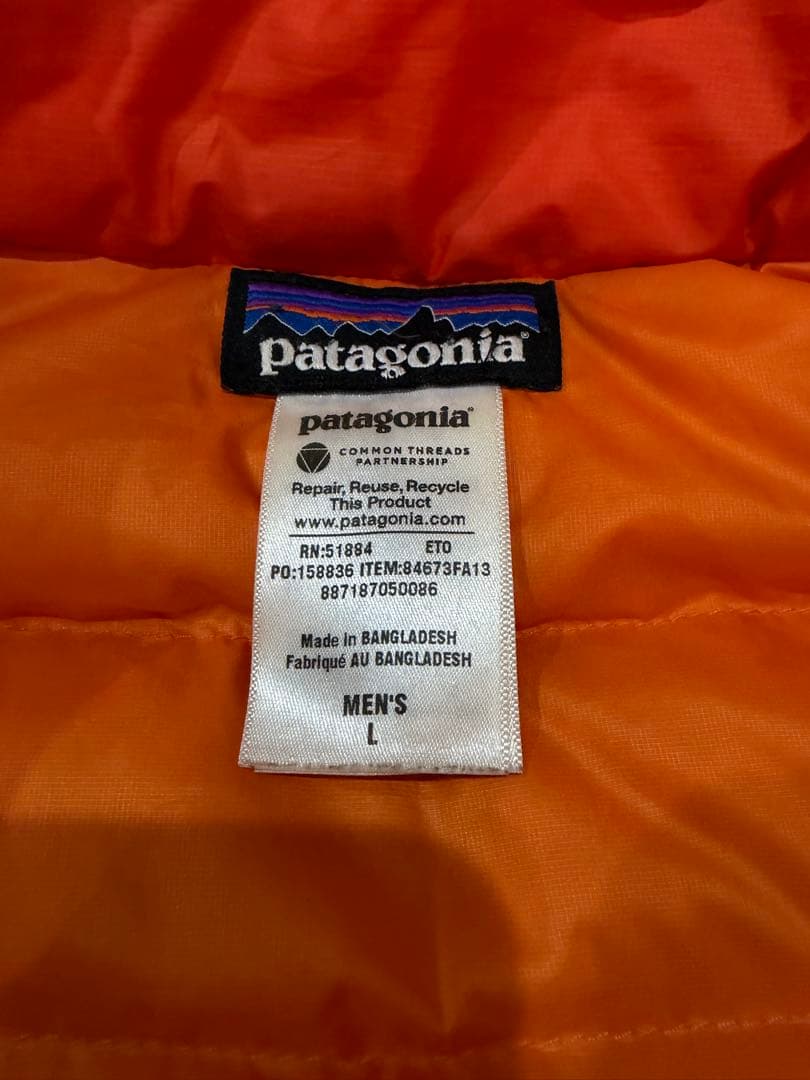 patagonia®
patagonia®
COMMON THREADS
PARTNERSHIP
Repair, Reuse, Recycle
This Product
www.patagonia.com
RN:51884 ETO
PO:158836 ITEM:84673FA13
887187050086
Made in BANGLADESH
Fabriqué AU BANGLADESH
MEN'S
L